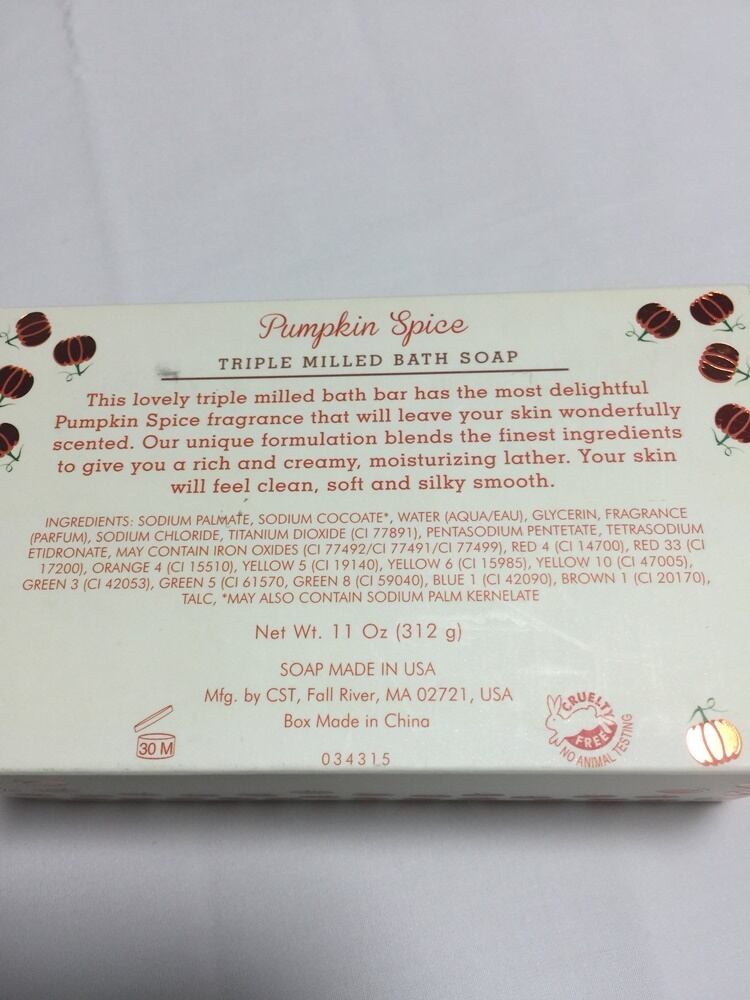 Pumpkin Spice
TRIPLE MILLED BATH SOAP
This lovely triple milled bath bar has the most delightful
Pumpkin Spice fragrance that will leave your skin wonderfully
scented. Our unique formulation blends the finest ingredients
to give you a rich and creamy, moisturizing lather. Your skin
will feel clean, soft and silky smooth.
INGREDIENTS: SODIUM PALMATE, SODIUM COCOATE*, WATER (AQUA/EAU), GLYCERIN, FRAGRANCE
(PARFUM), SODIUM CHLORIDE, TITANIUM DIOXIDE (CI 77891), PENTASODIUM PENTETATE, TETRASODIUM
ETIDRONATE, MAY CONTAIN IRON OXIDES (CI 77492/CI 77491/CI 77499), RED 4 (CI 14700), RED 33 (CI
17200), ORANGE 4 (CI 15510), YELLOW 5 (CI 19140), YELLOW 6 (CI 15985), YELLOW 10 (CI 47005),
GREEN 3 (CI 42053), GREEN 5 (CI 61570, GREEN 8 (CI 59040), BLUE 1 (CI 42090), BROWN 1 (CI 20170),
TALC, *MAY ALSO CONTAIN SODIUM PALM KERNELATE
Net Wt. 11 Oz (312 g)
SOAP MADE IN USA
Mfg. by CST, Fall River, MA 02721, USA
Box Made in China
034315
30 M
CRUELTY
FREE
NO ANIMAL TESTING